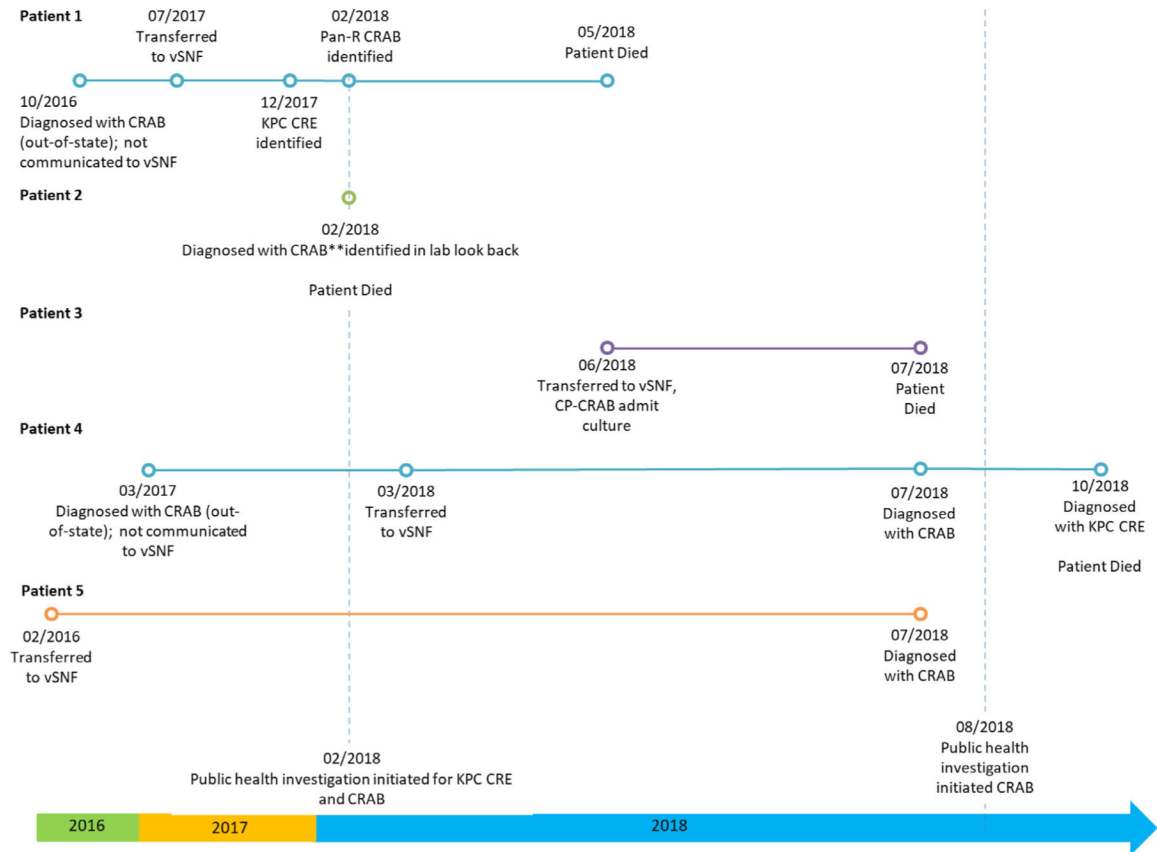 Patient 1
07/2017
Transferred
to vSNF
02/2018
Pan-R CRAB
identified
05/2018
Patient Died
10/2016
Diagnosed with CRAB
(out-of-state); not
communicated to vSNF
12/2017
KPC CRE
identified
Patient 2
02/2018
Diagnosed with CRAB**identified in lab look back
Patient Died
Patient 3
06/2018
Transferred to vSNF,
CP-CRAB admit
culture
07/2018
Patient
Died
Patient 4
03/2017
Diagnosed with CRAB (out-
of-state); not communicated
to vSNF
03/2018
Transferred
to vSNF
07/2018
Diagnosed
with CRAB
10/2018
Diagnosed
with KPC CRE
Patient Died
Patient 5
02/2016
Transferred
to vSNF
07/2018
Diagnosed
with CRAB
02/2018
Public health investigation initiated for KPC CRE
and CRAB
08/2018
Public health
investigation
initiated CRAB
2016
2017
2018